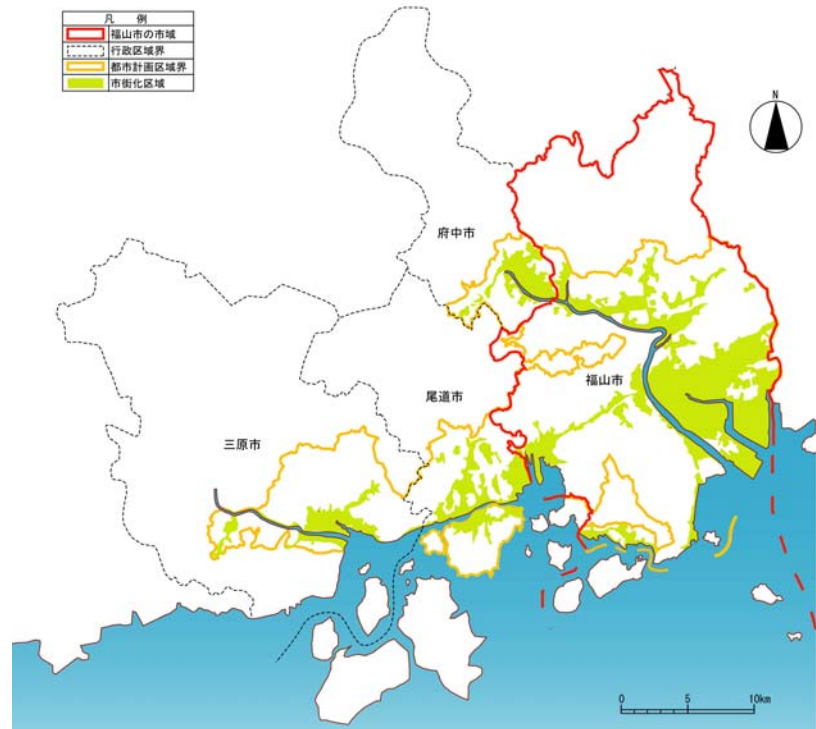 凡 例
福山市の市域
行政区域界
都市計画区域界
市街化区域
N
府中市
福山市
尾道市
三原市
0 5 10km